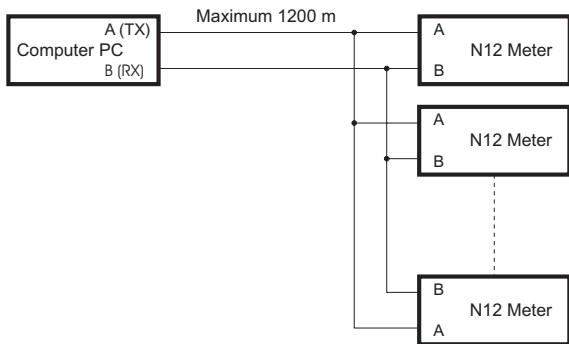 Maximum 1200 m
A (TX)
Computer PC
B (RX)
A
N12 Meter
B
A
N12 Meter
B
B
N12 Meter
A